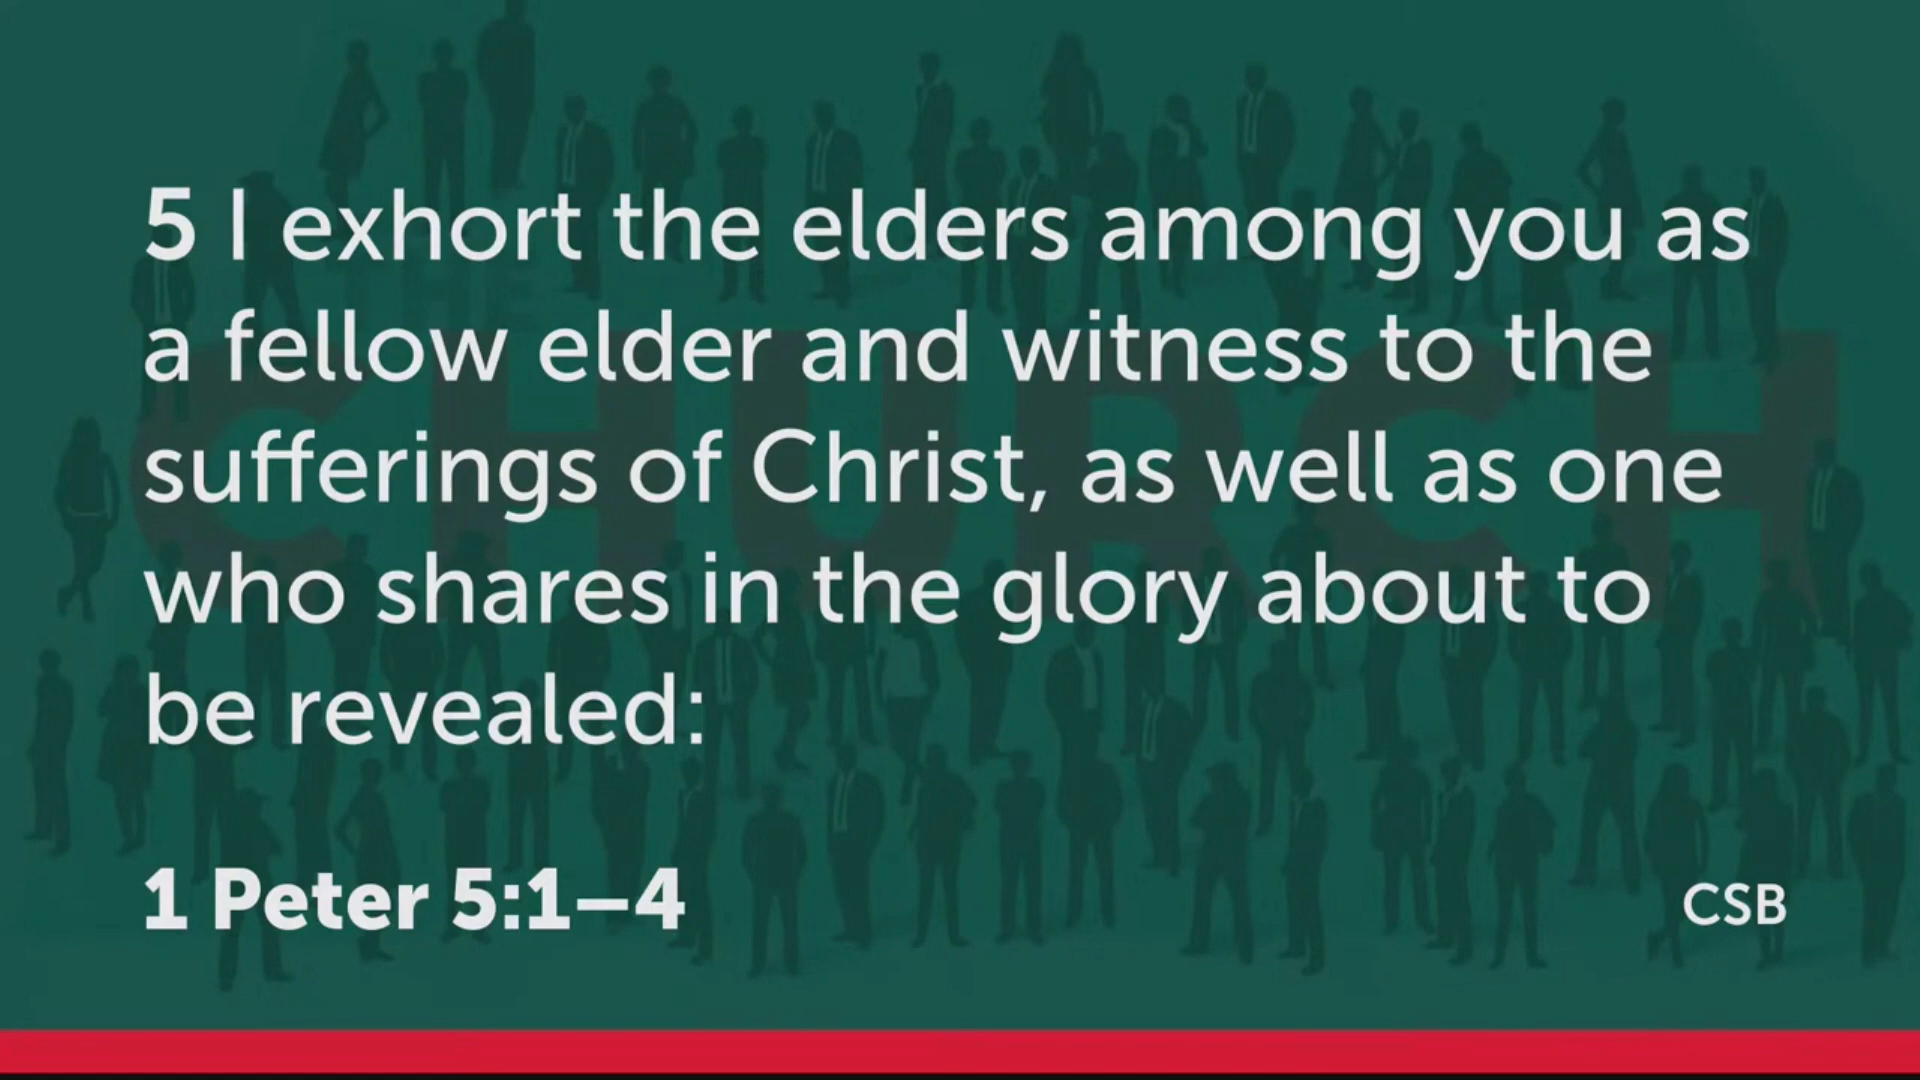 5 I exhort the elders among you as
a fellow elder and witness to the
sufferings of Christ, as well as one
who shares in the glory about to
be revealed:
1 Peter 5:1–4
CSB
CHURCH